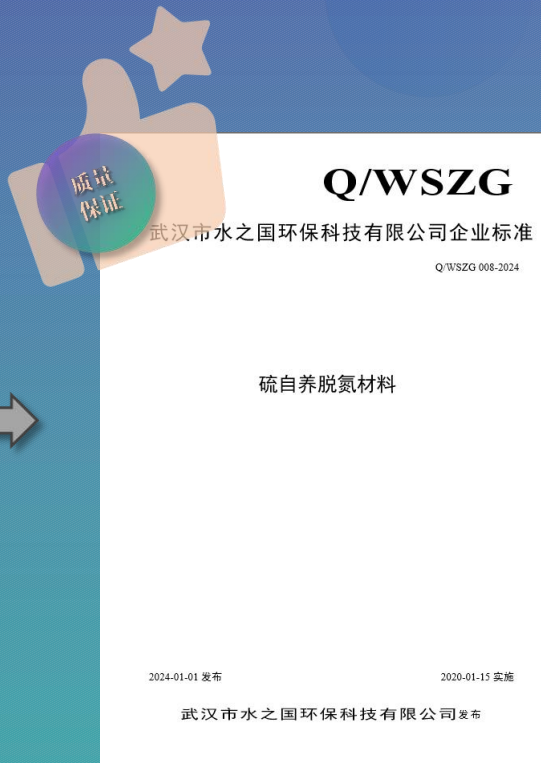 Q/WSZG
质量
保证
武汉市水之国环保科技有限公司企业标准
Q/WSZG 008-2024
硫自养脱氮材料
2024-01-01 发布
2020-01-15 实施
武汉市水之国环保科技有限公司发布